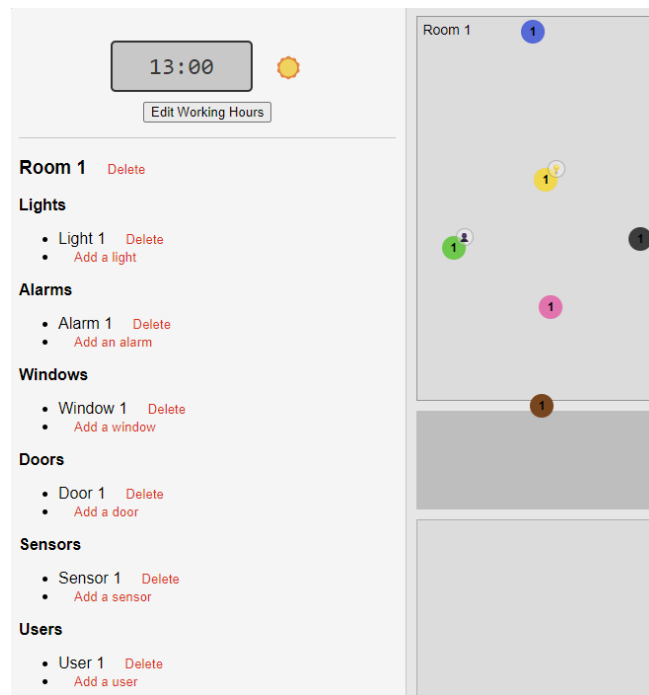 13:00
Edit Working Hours
Room 1 Delete
Lights
Light 1 Delete
Add a light
Alarms
Alarm 1 Delete
Add an alarm
Windows
Window 1 Delete
Add a window
Doors
Door 1 Delete
Add a door
Sensors
Sensor 1 Delete
Add a sensor
Users
User 1 Delete
Add a user
Room 1
1
1
1
1
1
1